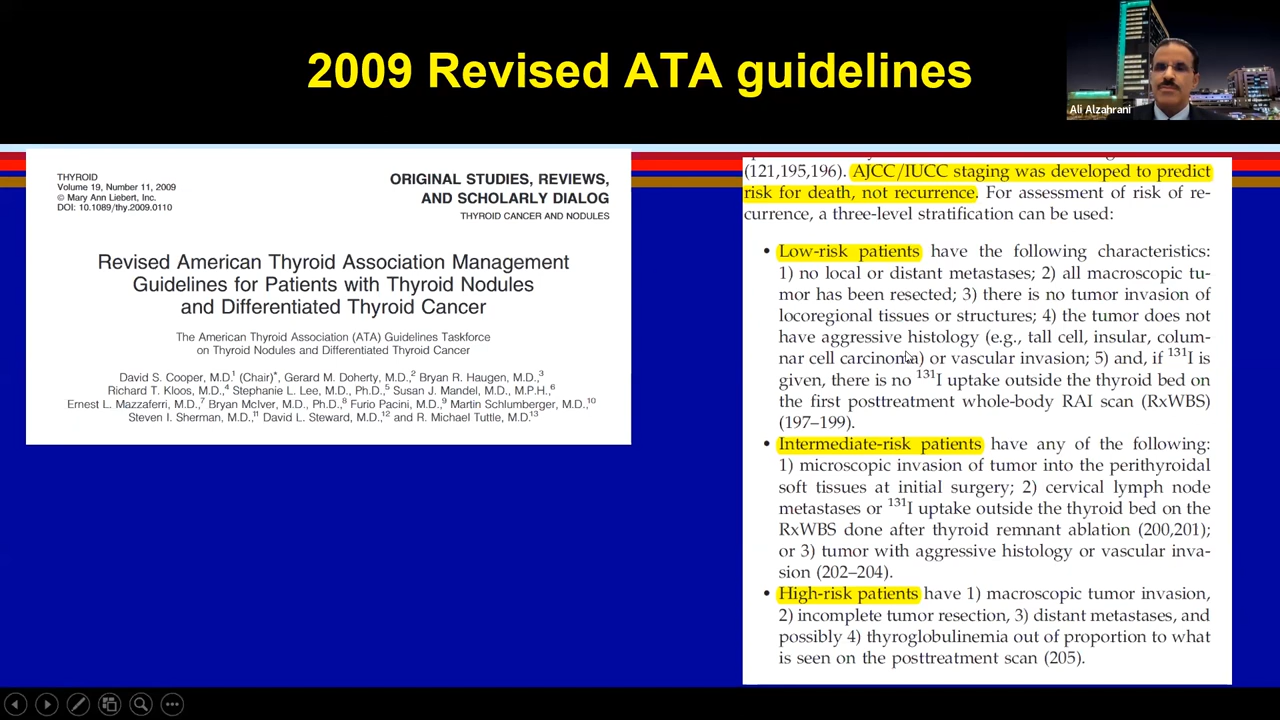 2009 Revised ATA guidelines
Ali Alzahrani
THYROID
Volume 19, Number 11, 2009
© Mary Ann Liebert, Inc.
DOI: 10.1089/thy.2009.0110
ORIGINAL STUDIES, REVIEWS,
AND SCHOLARLY DIALOG
THYROID CANCER AND NODULES
Revised American Thyroid Association Management
Guidelines for Patients with Thyroid Nodules
and Differentiated Thyroid Cancer
The American Thyroid Association (ATA) Guidelines Taskforce
on Thyroid Nodules and Differentiated Thyroid Cancer
David S. Cooper, M.D.¹ (Chair)*, Gerard M. Doherty, M.D.,² Bryan R. Haugen, M.D.,³
Richard T. Kloos, M.D.,⁴ Stephanie L. Lee, M.D., Ph.D.,⁵ Susan J. Mandel, M.D., M.P.H.,⁶
Ernest L. Mazzaferri, M.D.,⁷ Bryan McIver, M.D., Ph.D.,⁸ Furio Pacini, M.D.,⁹ Martin Schlumberger, M.D.,¹⁰
Steven I. Sherman, M.D.,¹¹ David L. Steward, M.D.,¹² and R. Michael Tuttle, M.D.¹³
(121,195,196). AJCC/IUCC staging was developed to predict
risk for death, not recurrence. For assessment of risk of re-
currence, a three-level stratification can be used:
• Low-risk patients have the following characteristics:
1) no local or distant metastases; 2) all macroscopic tu-
mor has been resected; 3) there is no tumor invasion of
locoregional tissues or structures; 4) the tumor does not
have aggressive histology (e.g., tall cell, insular, colum-
nar cell carcinoma) or vascular invasion; 5) and, if ¹³¹I is
given, there is no ¹³¹I uptake outside the thyroid bed on
the first posttreatment whole-body RAI scan (RxWBS)
(197–199).
• Intermediate-risk patients have any of the following:
1) microscopic invasion of tumor into the perithyroidal
soft tissues at initial surgery; 2) cervical lymph node
metastases or ¹³¹I uptake outside the thyroid bed on the
RxWBS done after thyroid remnant ablation (200,201);
or 3) tumor with aggressive histology or vascular inva-
sion (202–204).
• High-risk patients have 1) macroscopic tumor invasion,
2) incomplete tumor resection, 3) distant metastases, and
possibly 4) thyroglobulinemia out of proportion to what
is seen on the posttreatment scan (205).